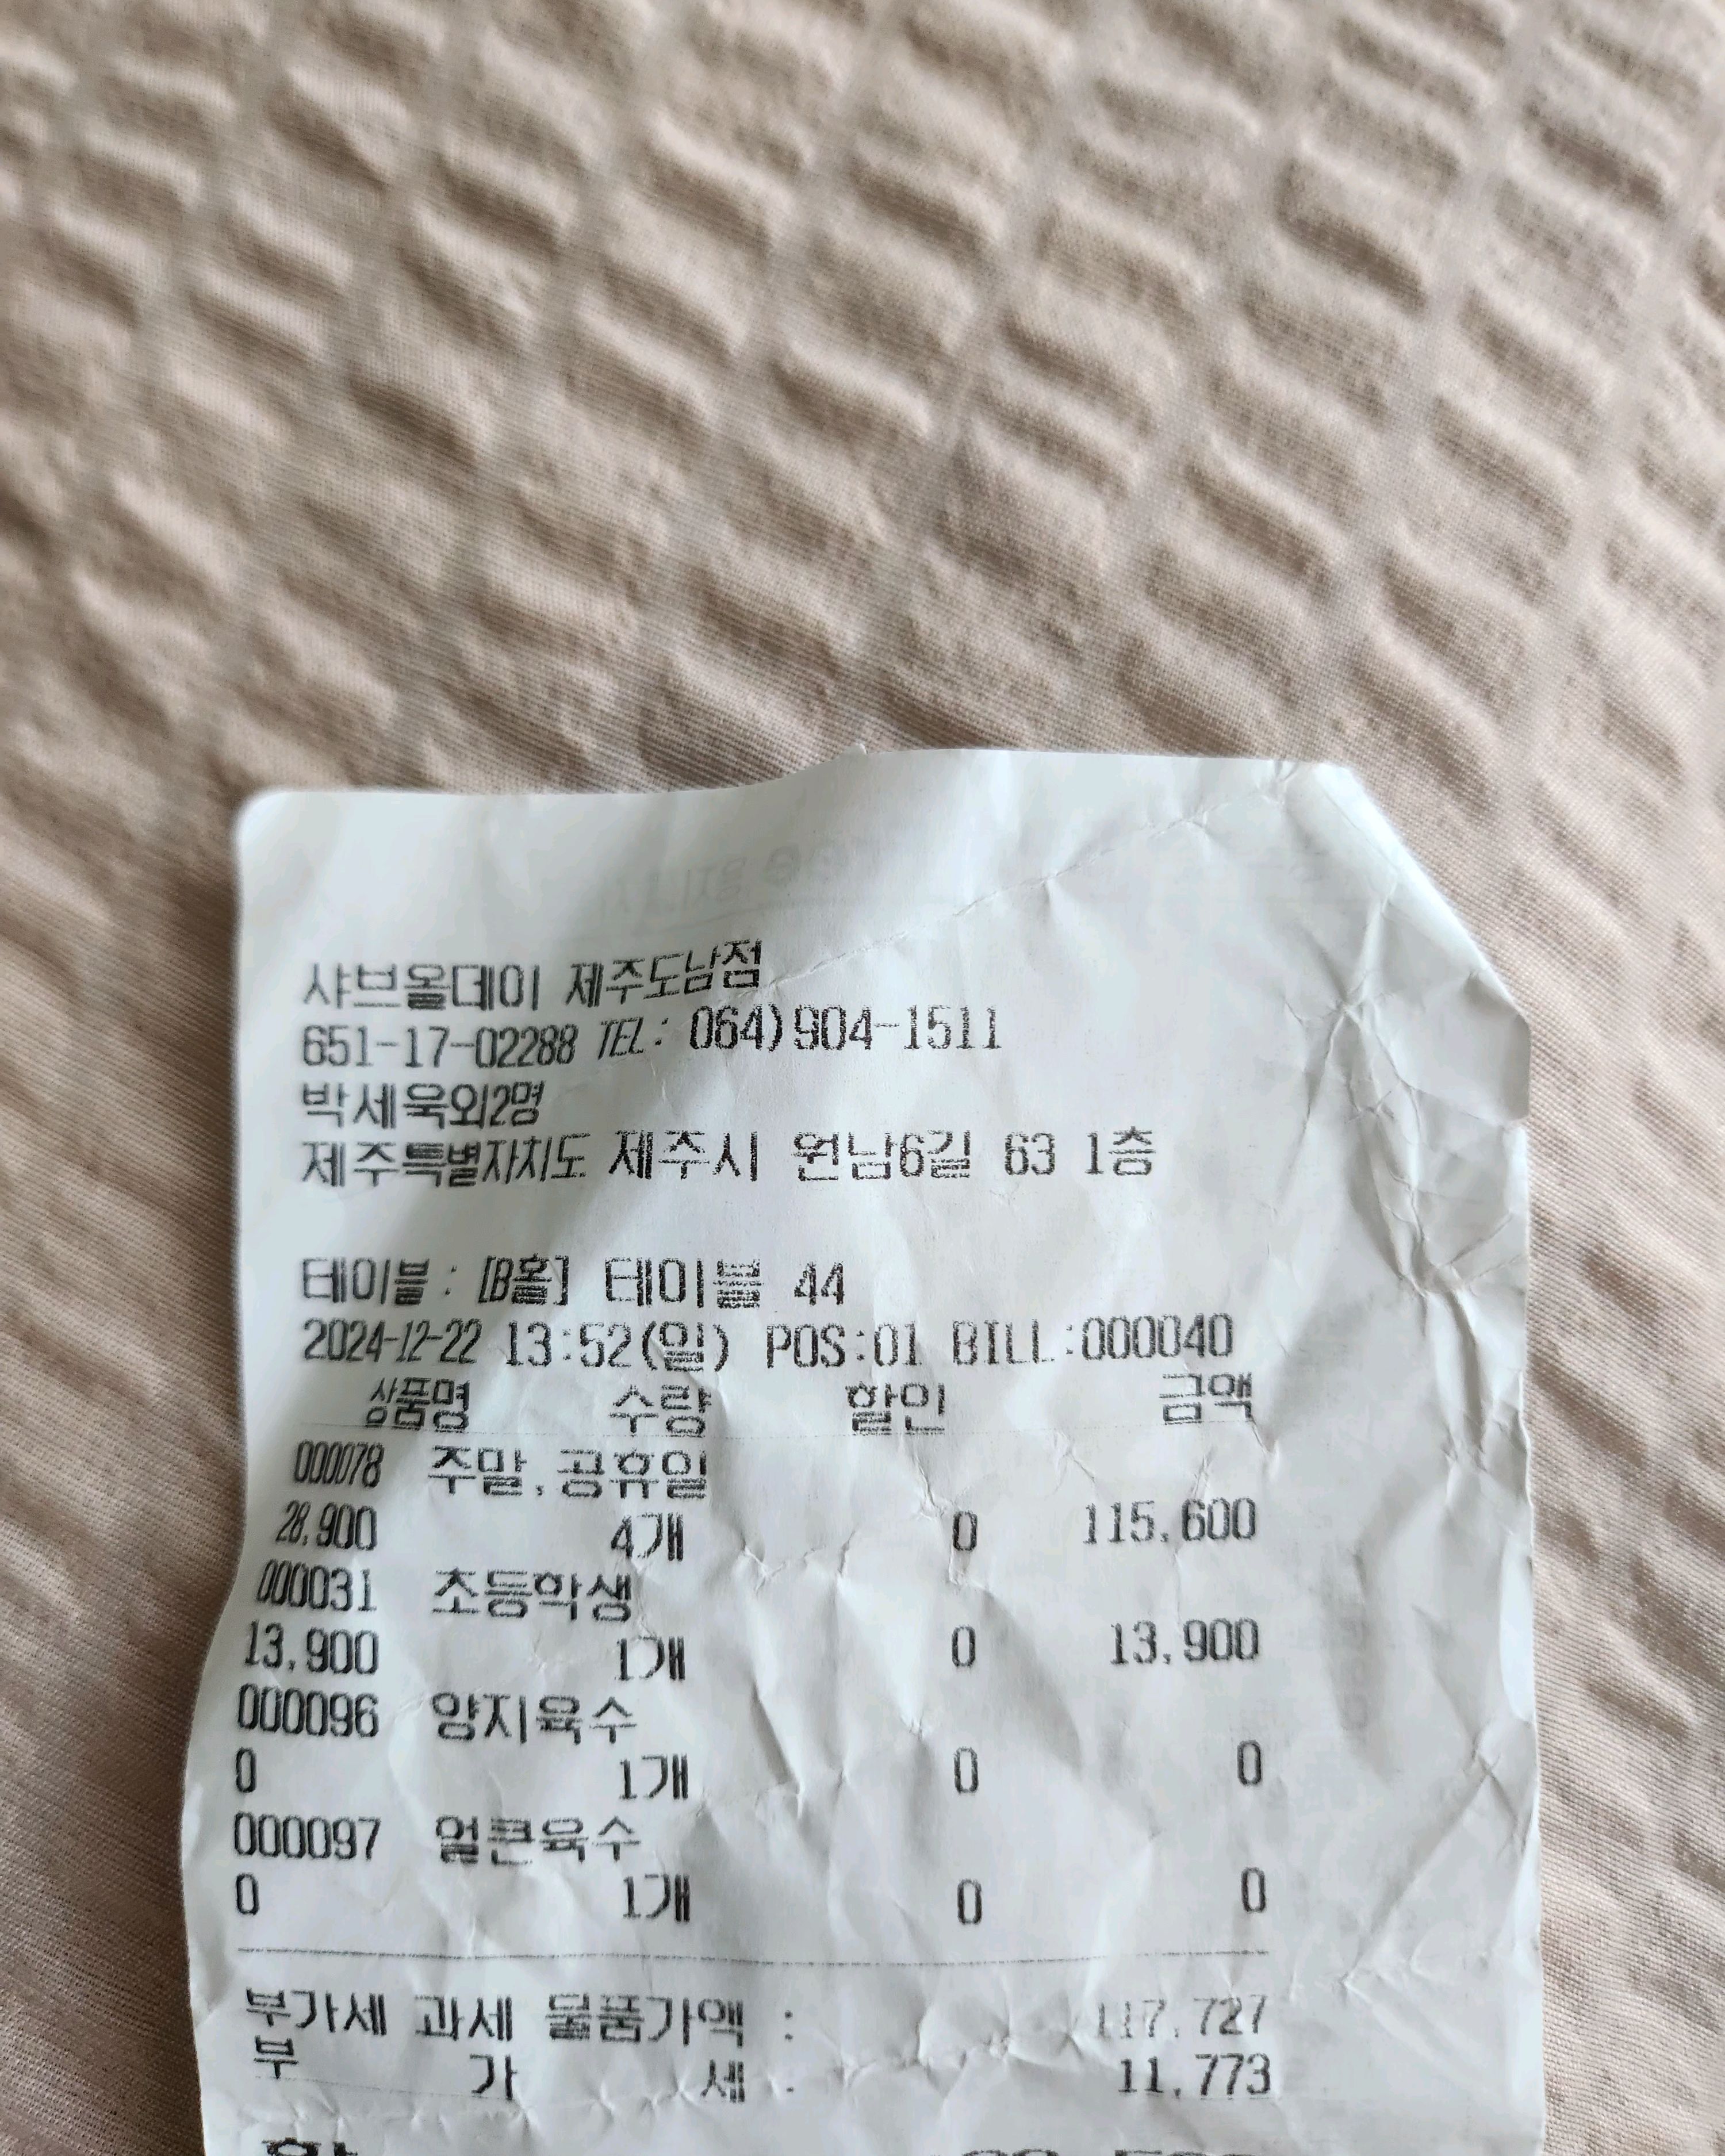 샤브올데이 제주도남점
651-17-02288 TEL: 064)904-1511
박세욱외2명
제주특별자치도 제주시 원남6길 63 1층
테이블 : [B홀] 테이블 44
2024-12-22 13:52(일) POS:01 BILL:000040
상품명 수량 할인 금액
000078 주말,공휴일
28,900 4개 0 115,600
000031 초등학생
13,900 1개 0 13,900
000096 양지육수
0 1개 0 0
000097 얼큰육수
0 1개 0 0
부가세 과세 물품가액 : 117,727
부 가 세 : 11,773